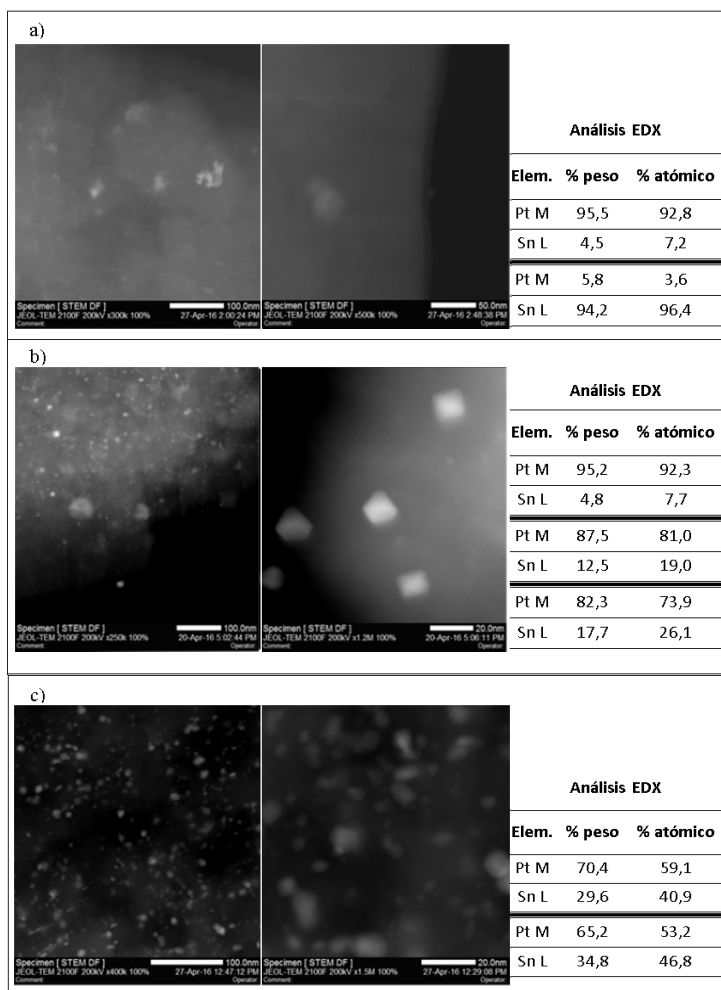 a)
Análisis EDX
Elem. % peso % atómico
Pt M 95,5 92,8
Sn L 4,5 7,2
Pt M 5,8 3,6
Sn L 94,2 96,4
Specimen [ STEM DF ] 100.0nm
JEOL-TEM 2100F 200kV x300k 100% 27-Apr-16 2:00:24 PM
Comment: Operator
Specimen [ STEM DF ] 50.0nm
JEOL-TEM 2100F 200kV x500k 100% 27-Apr-16 2:48:38 PM
Comment: Operator
b)
Análisis EDX
Elem. % peso % atómico
Pt M 95,2 92,3
Sn L 4,8 7,7
Pt M 87,5 81,0
Sn L 12,5 19,0
Pt M 82,3 73,9
Sn L 17,7 26,1
Specimen [ STEM DF ] 100.0nm
JEOL-TEM 2100F 200kV x250k 100% 20-Apr-16 5:02:44 PM
Comment: Operator:
Specimen [ STEM DF ] 20.0nm
JEOL-TEM 2100F 200kV x1.2M 100% 20-Apr-16 5:06:11 PM
Comment: Operator:
c)
Análisis EDX
Elem. % peso % atómico
Pt M 70,4 59,1
Sn L 29,6 40,9
Pt M 65,2 53,2
Sn L 34,8 46,8
Specimen [ STEM DF ] 100.0nm
JEOL-TEM 2100F 200kV x400k 100% 27-Apr-16 12:47:12 PM
Comment: Operator
Specimen [ STEM DF ] 20.0nm
JEOL-TEM 2100F 200kV x1.5M 100% 27-Apr-16 12:29:08 PM
Comment: Operator